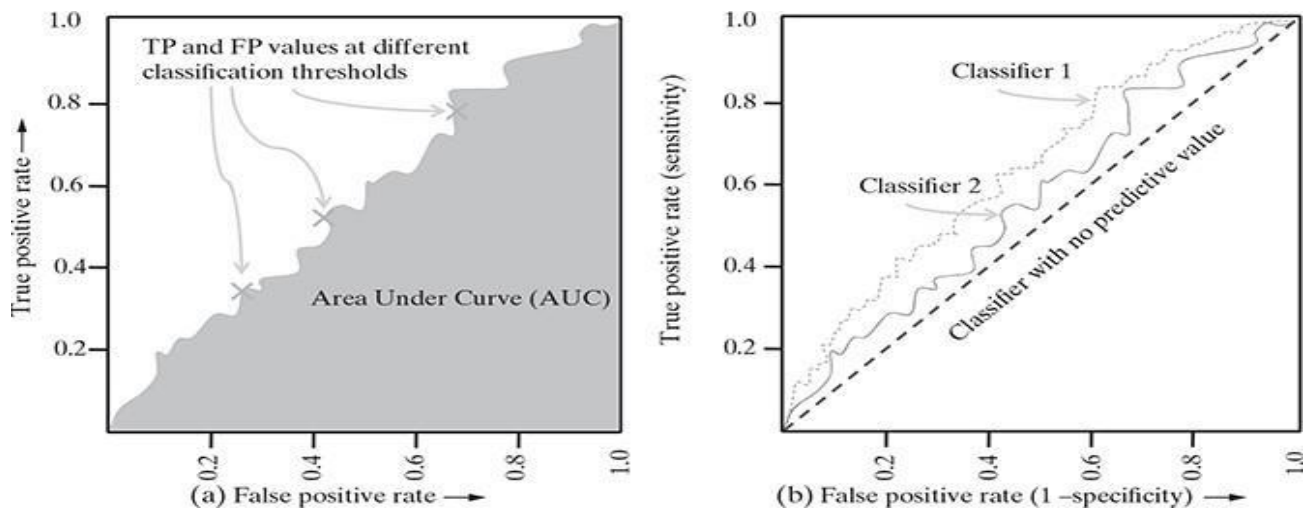 1.0
TP and FP values at different
classification thresholds
0.8
0.6
0.4
0.2
True positive rate
Area Under Curve (AUC)
0.2
0.4
0.6
0.8
1.0
(a) False positive rate
1.0
Classifier 1
0.8
0.6
Classifier 2
0.4
0.2
True positive rate (sensitivity)
Classifier with no predictive value
0.2
0.4
0.6
0.8
1.0
(b) False positive rate (1 –specificity)